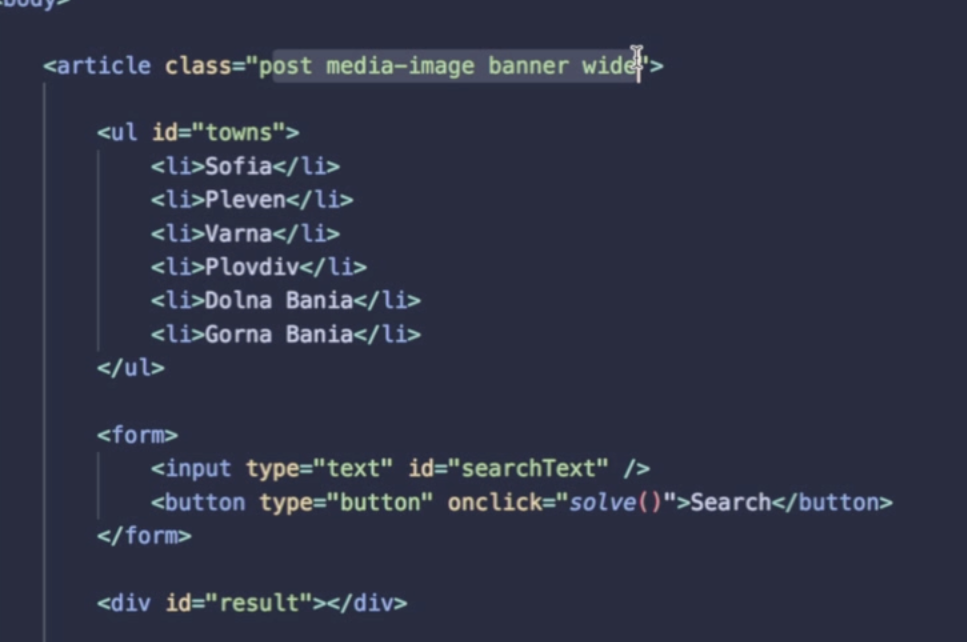 <body>
<article class="post media-image banner wide">
<ul id="towns">
<li>Sofia</li>
<li>Pleven</li>
<li>Varna</li>
<li>Plovdiv</li>
<li>Dolna Bania</li>
<li>Gorna Bania</li>
</ul>
<form>
<input type="text" id="searchText" />
<button type="button" onclick="solve()">Search</button>
</form>
<div id="result"></div>